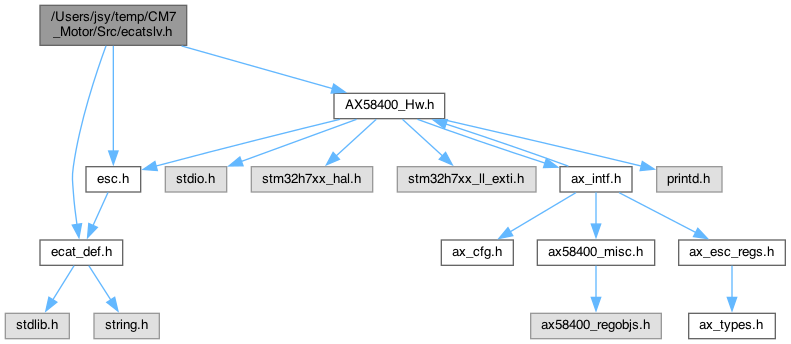 /Users/jsy/temp/CM7
_Motor/Src/ecatslv.h
AX58400_Hw.h
esc.h
stdio.h
stm32h7xx_hal.h
stm32h7xx_ll_exti.h
ax_intf.h
printd.h
ecat_def.h
ax_cfg.h
ax58400_misc.h
ax_esc_regs.h
stdlib.h
string.h
ax58400_regobjs.h
ax_types.h